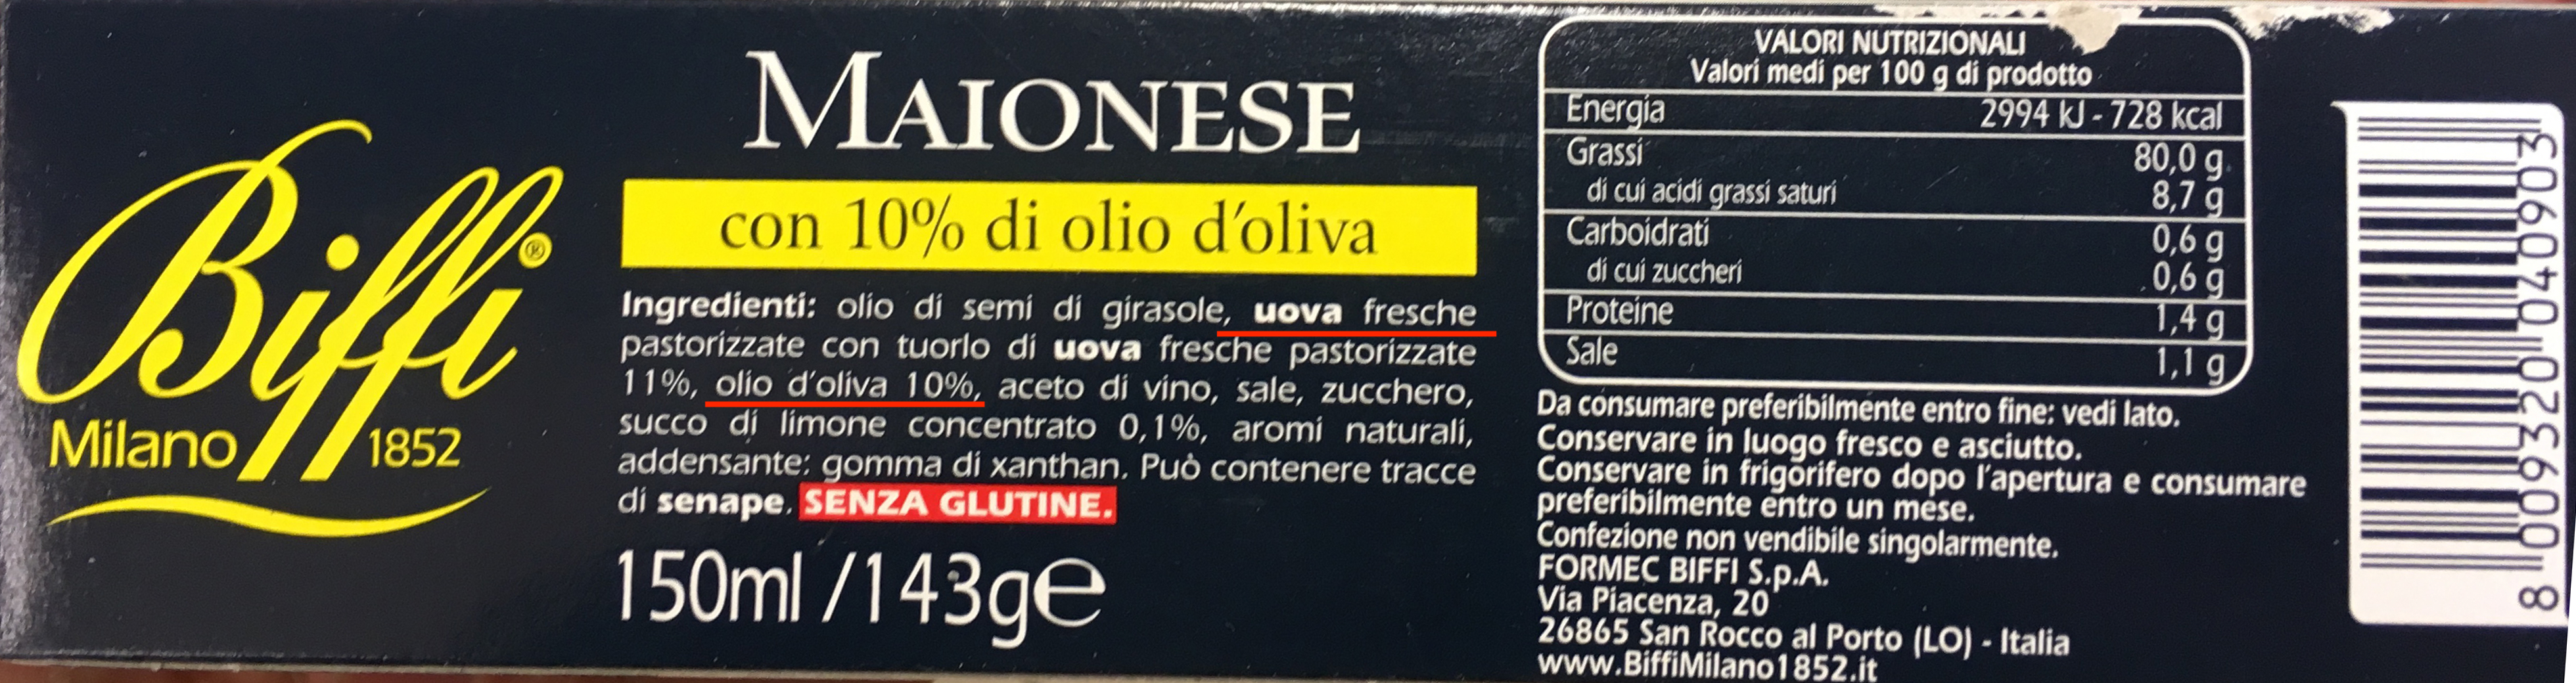 Biffi®
Milano 1852
MAIONESE
con 10% di olio d'oliva
Ingredienti: olio di semi di girasole, uova fresche
pastorizzate con tuorlo di uova fresche pastorizzate
11%, olio d'oliva 10%, aceto di vino, sale, zucchero,
succo di limone concentrato 0,1%, aromi naturali,
addensante: gomma di xanthan. Può contenere tracce
di senape. SENZA GLUTINE.
150ml /143g℮
VALORI NUTRIZIONALI
Valori medi per 100 g di prodotto
Energia 2994 kJ - 728 kcal
Grassi 80,0 g
di cui acidi grassi saturi 8,7 g
Carboidrati 0,6 g
di cui zuccheri 0,6 g
Proteine 1,4 g
Sale 1,1 g
Da consumare preferibilmente entro fine: vedi lato.
Conservare in luogo fresco e asciutto.
Conservare in frigorifero dopo l'apertura e consumare
preferibilmente entro un mese.
Confezione non vendibile singolarmente.
FORMEC BIFFI S.p.A.
Via Piacenza, 20
26865 San Rocco al Porto (LO) - Italia
www.BiffiMilano1852.it
8 009320 040903